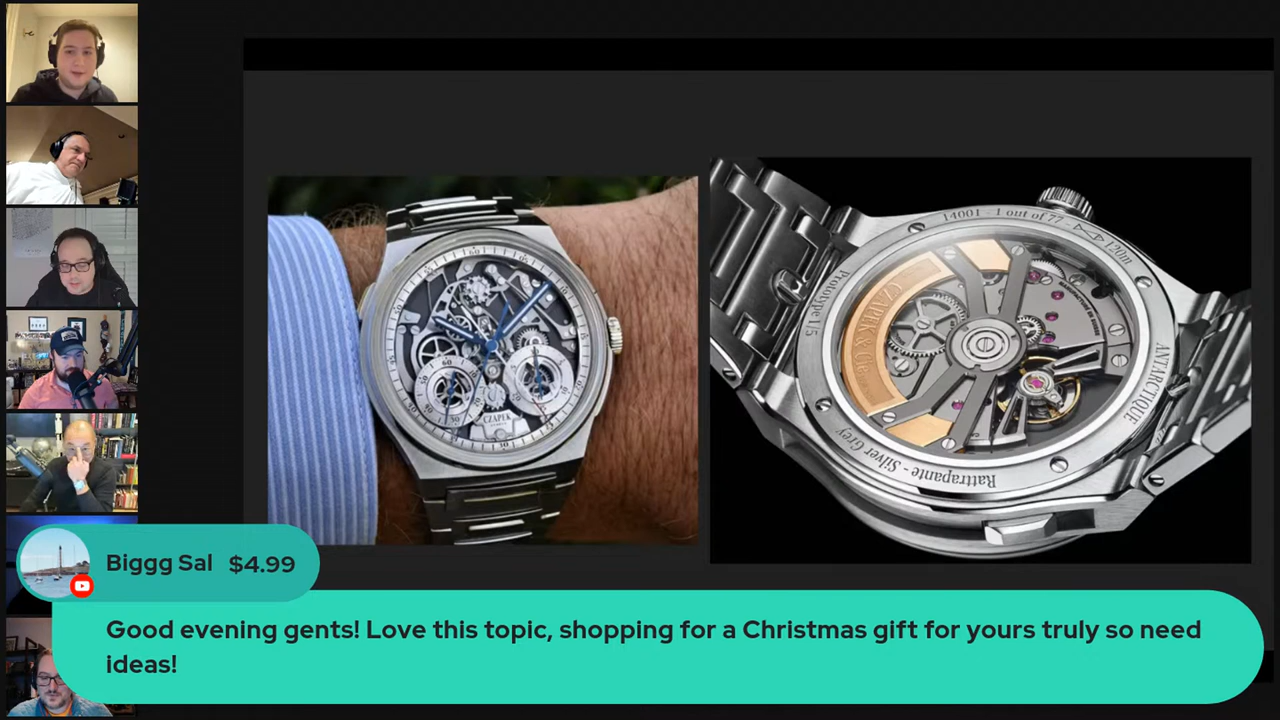 CZAPEK
14001 - 1 out of 77
120m
Prototype 1/5
CZAPEK & Cie
ANTARCTIQUE
Rattrapante - Silver Grey
Biggg Sal $4.99
Good evening gents! Love this topic, shopping for a Christmas gift for yours truly so need
ideas!